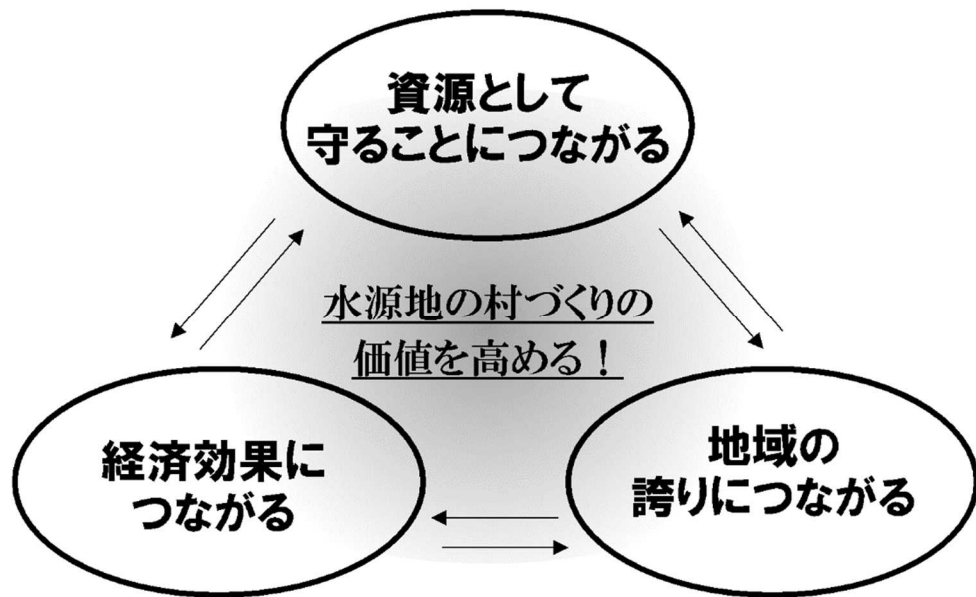 資源として
守ることにつながる
水源地の村づくりの
価値を高める！
経済効果に
つながる
地域の
誇りにつながる